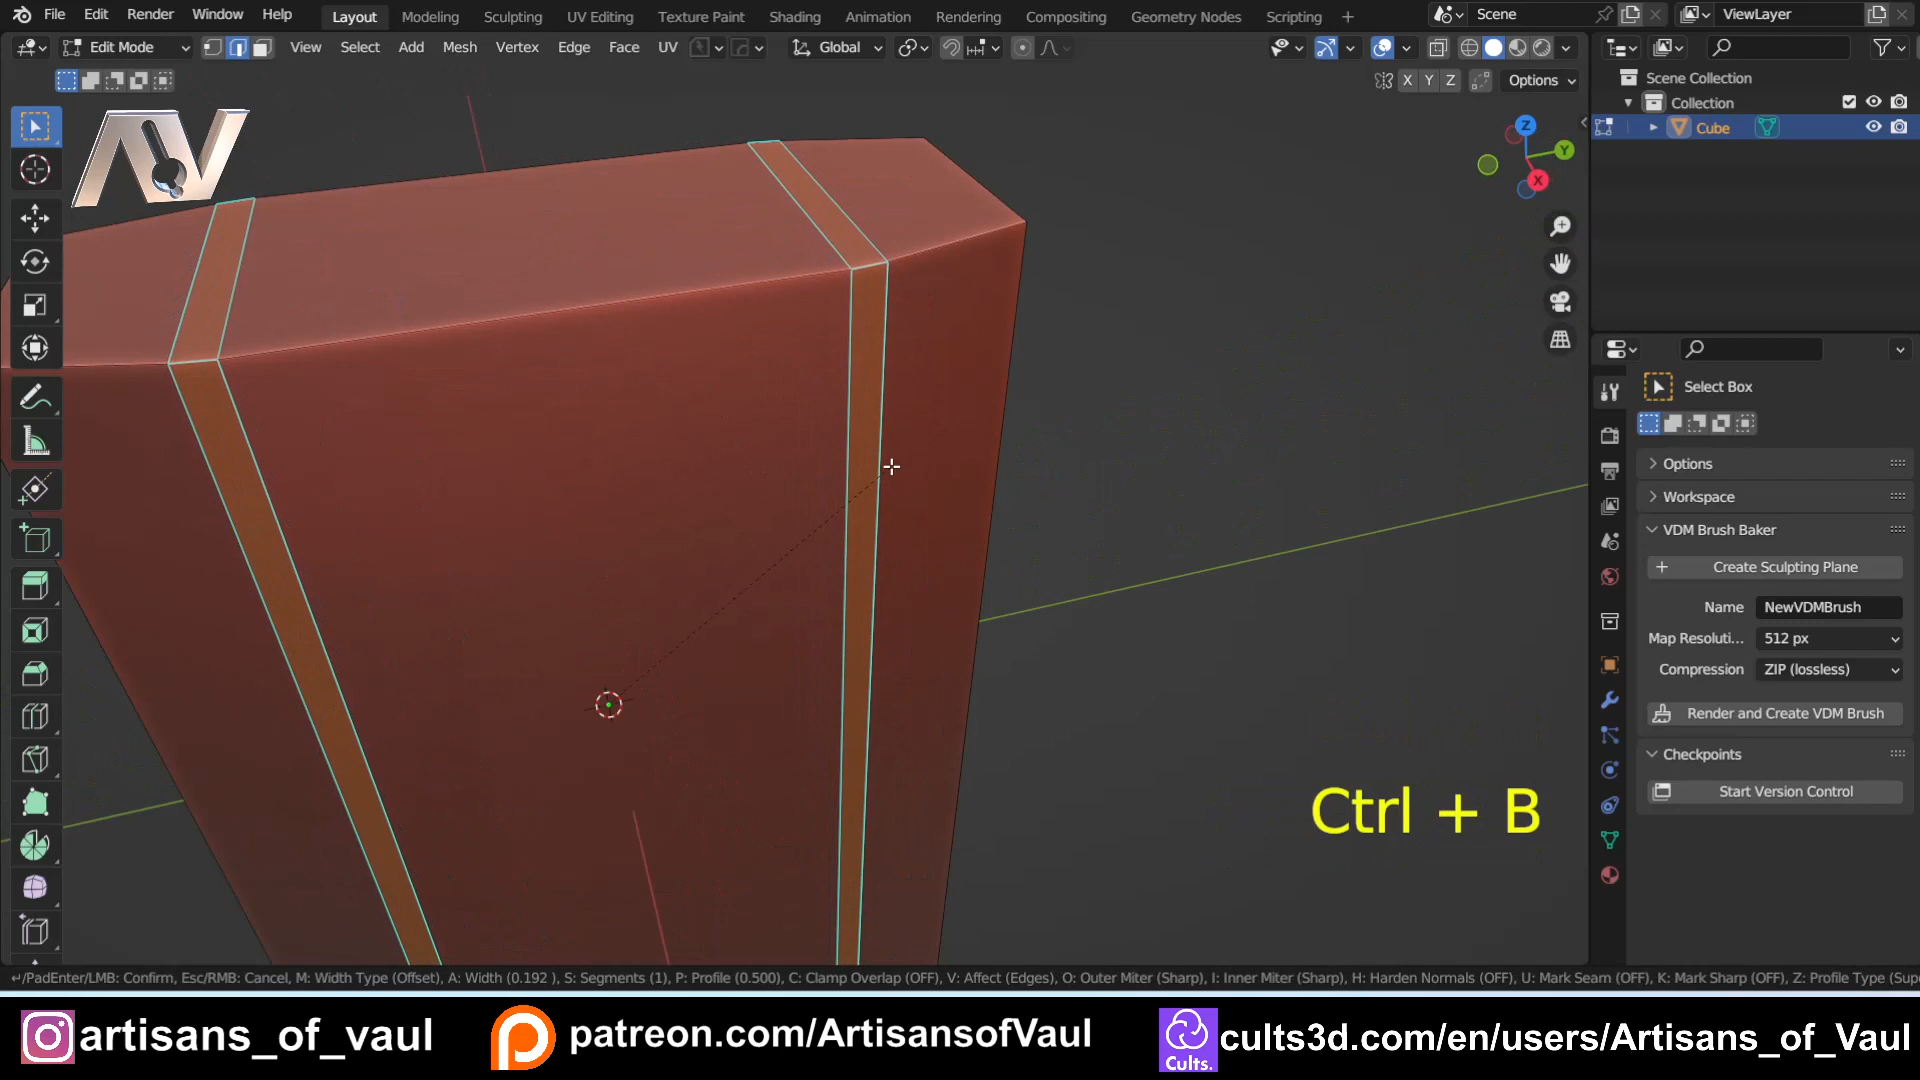 File Edit Render Window Help Layout Modeling Sculpting UV Editing Texture Paint Shading Animation Rendering Compositing Geometry Nodes Scripting + Scene ViewLayer
Edit Mode View Select Add Mesh Vertex Edge Face UV Global
X Y Z Options
Scene Collection
Collection
Cube
Z
Y
X
Select Box
Options
Workspace
VDM Brush Baker
Create Sculpting Plane
Name NewVDMBrush
Map Resoluti... 512 px
Compression ZIP (lossless)
Render and Create VDM Brush
Checkpoints
Start Version Control
Ctrl + B
↵/PadEnter/LMB: Confirm, Esc/RMB: Cancel, M: Width Type (Offset), A: Width (0.192 ), S: Segments (1), P: Profile (0.500), C: Clamp Overlap (OFF), V: Affect (Edges), O: Outer Miter (Sharp), I: Inner Miter (Sharp), H: Harden Normals (OFF), U: Mark Seam (OFF), K: Mark Sharp (OFF), Z: Profile Type (Sup
artisans_of_vaul patreon.com/ArtisansofVaul Cults. cults3d.com/en/users/Artisans_of_Vaul